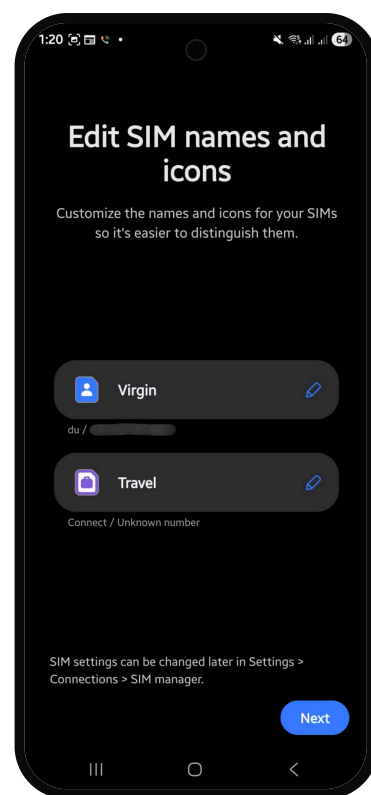 1:20 64
Edit SIM names and
icons
Customize the names and icons for your SIMs
so it's easier to distinguish them.
Virgin
du /
Travel
Connect / Unknown number
SIM settings can be changed later in Settings >
Connections > SIM manager.
Next